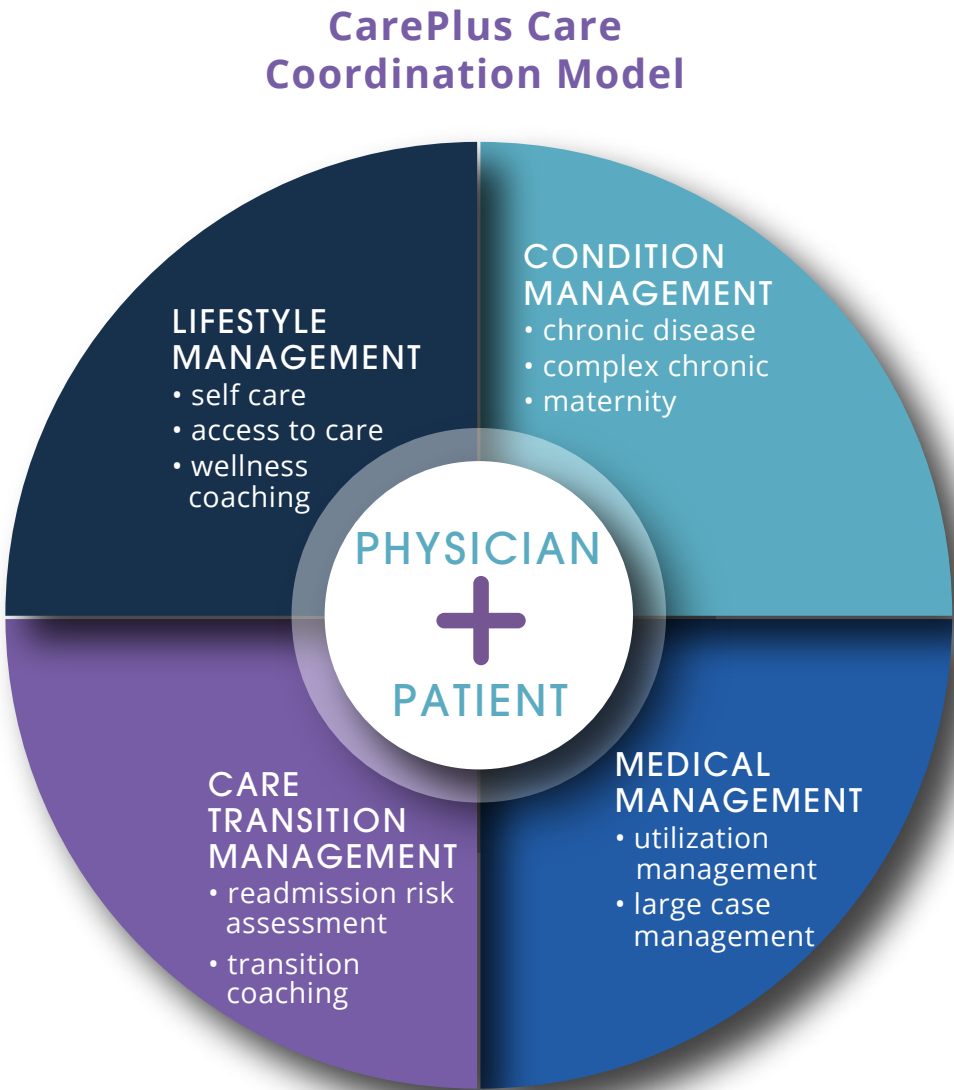 CarePlus Care
Coordination Model
LIFESTYLE
MANAGEMENT
• self care
• access to care
• wellness
coaching
CONDITION
MANAGEMENT
• chronic disease
• complex chronic
• maternity
PHYSICIAN
+
PATIENT
CARE
TRANSITION
MANAGEMENT
• readmission risk
assessment
• transition
coaching
MEDICAL
MANAGEMENT
• utilization
management
• large case
management